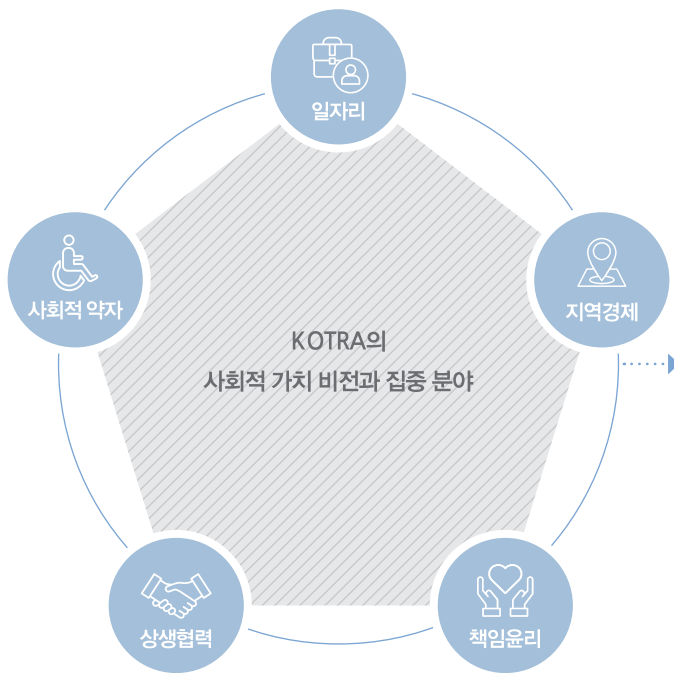 일자리
사회적 약자
지역경제
KOTRA의
사회적 가치 비전과 집중 분야
상생협력
책임윤리